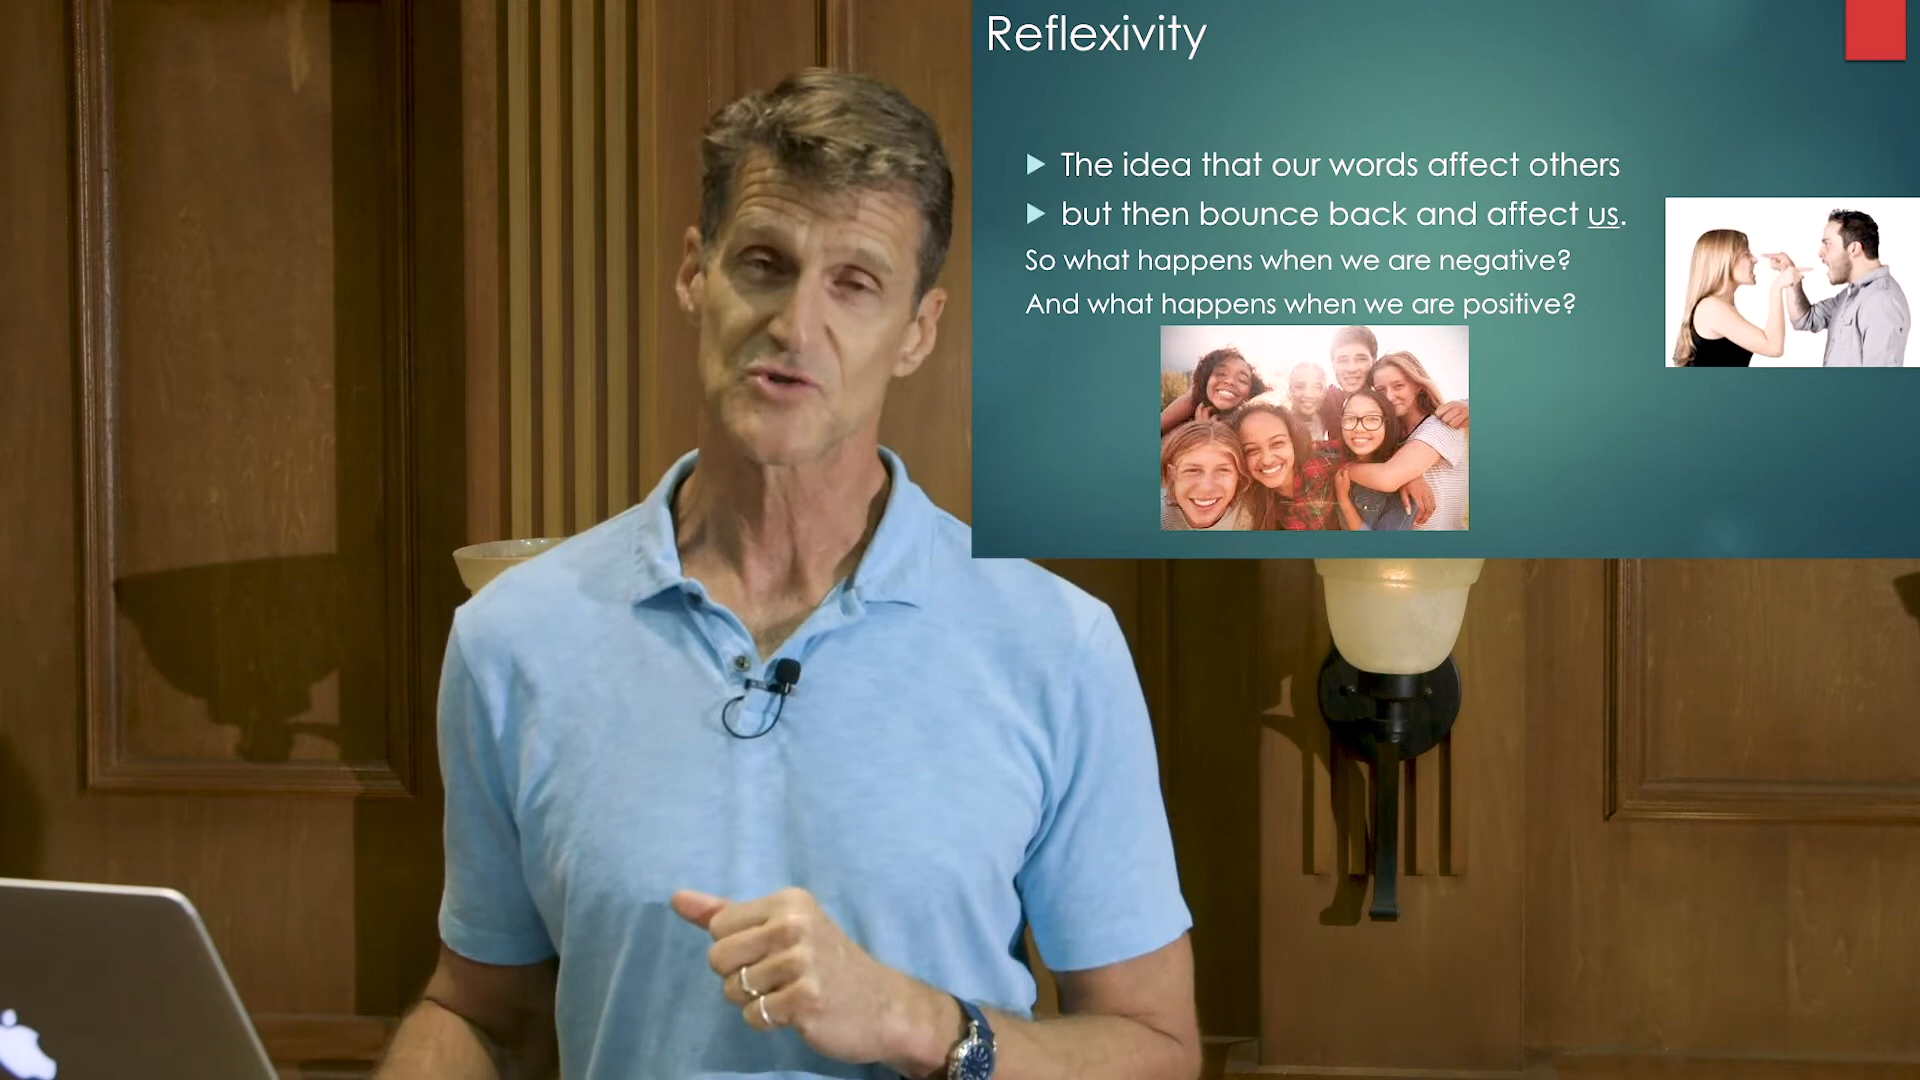 Reflexivity
The idea that our words affect others
but then bounce back and affect us.
So what happens when we are negative?
And what happens when we are positive?